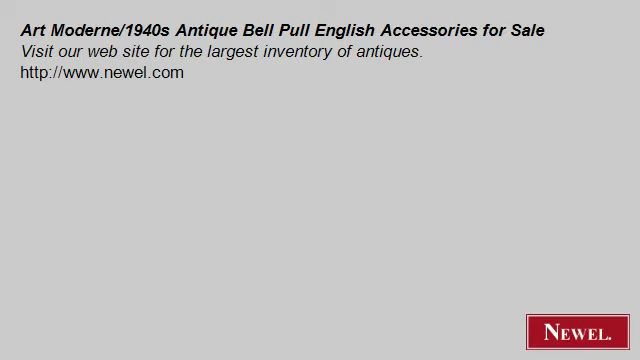 Art Moderne/1940s Antique Bell Pull English Accessories for Sale
Visit our web site for the largest inventory of antiques.
http://www.newel.com
NEWEL.